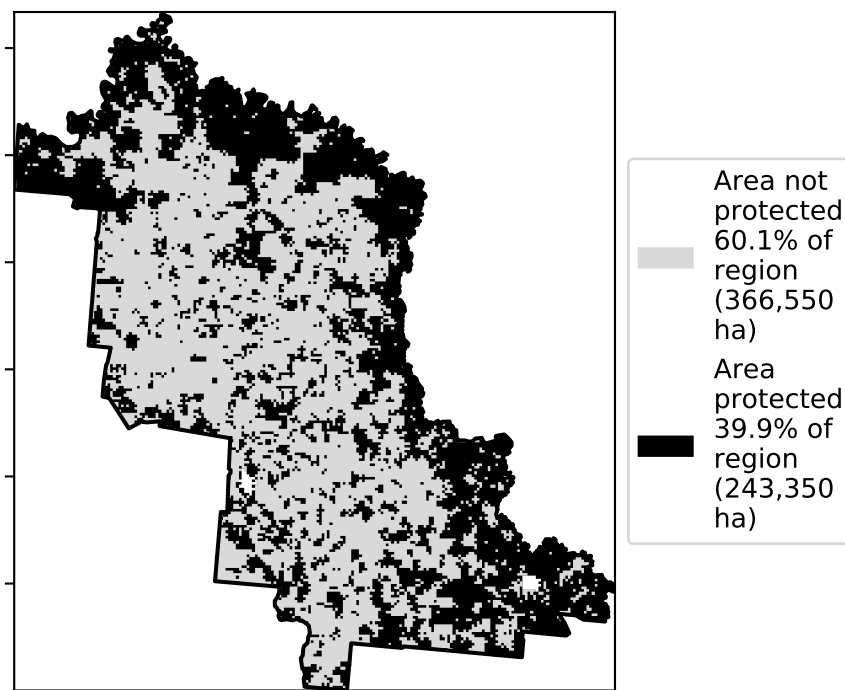 Area not
protected
60.1% of
region
(366,550
ha)
Area
protected
39.9% of
region
(243,350
ha)